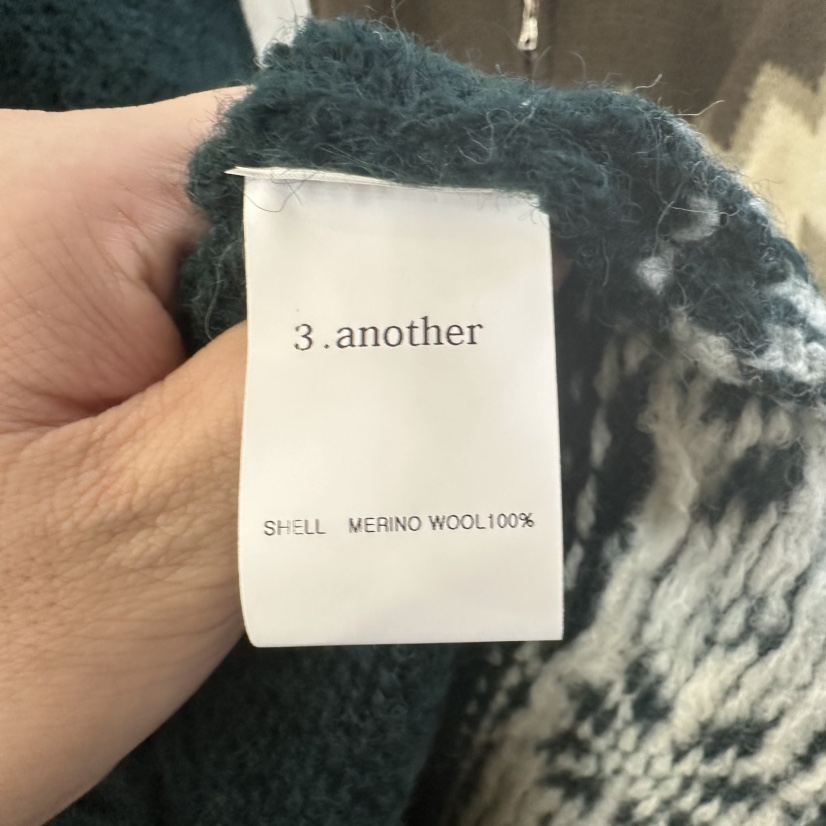 3.another
SHELL MERINO WOOL100%